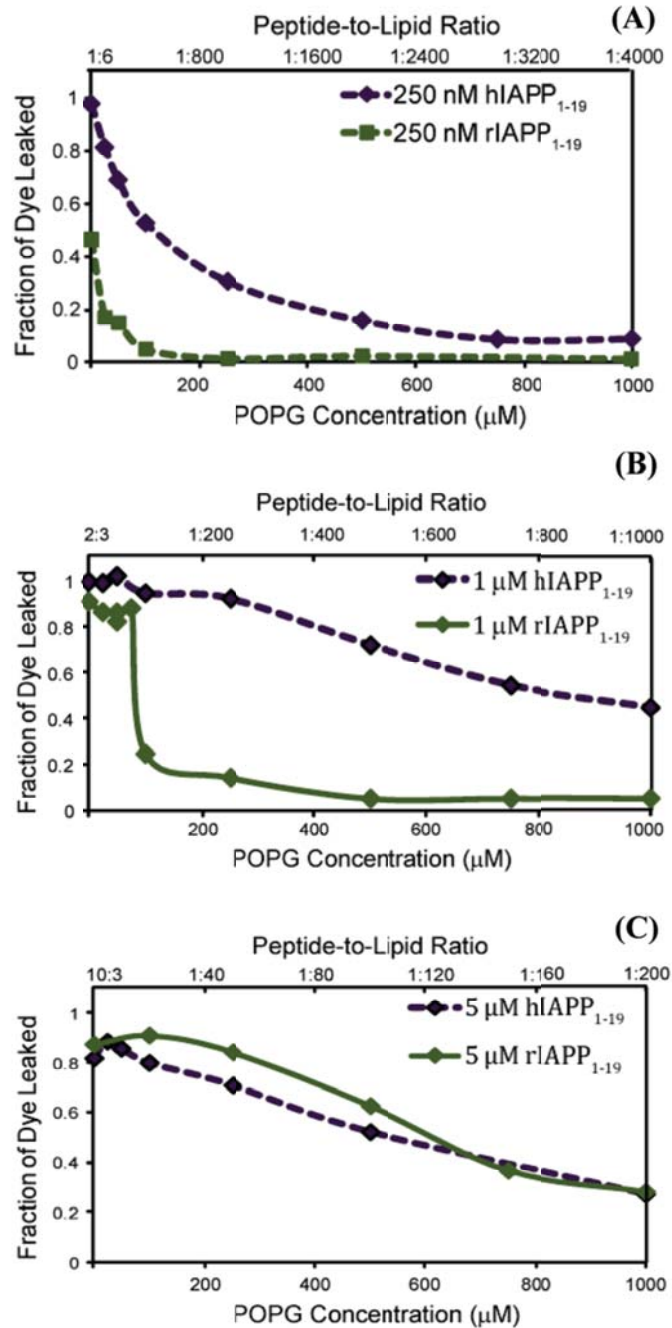 (A)
Peptide-to-Lipid Ratio
1:6 1:800 1:1600 1:2400 1:3200 1:4000
250 nM hIAPP1-19
250 nM rIAPP1-19
Fraction of Dye Leaked
1
0.8
0.6
0.4
0.2
0
200 400 600 800 1000
POPG Concentration (μM)
(B)
Peptide-to-Lipid Ratio
2:3 1:200 1:400 1:600 1:800 1:1000
1 μM hIAPP1-19
1 μM rIAPP1-19
Fraction of Dye Leaked
1
0.8
0.6
0.4
0.2
0
200 400 600 800 1000
POPG Concentration (μM)
(C)
Peptide-to-Lipid Ratio
10:3 1:40 1:80 1:120 1:160 1:200
5 μM hIAPP1-19
5 μM rIAPP1-19
Fraction of Dye Leaked
1
0.8
0.6
0.4
0.2
0
200 400 600 800 1000
POPG Concentration (μM)